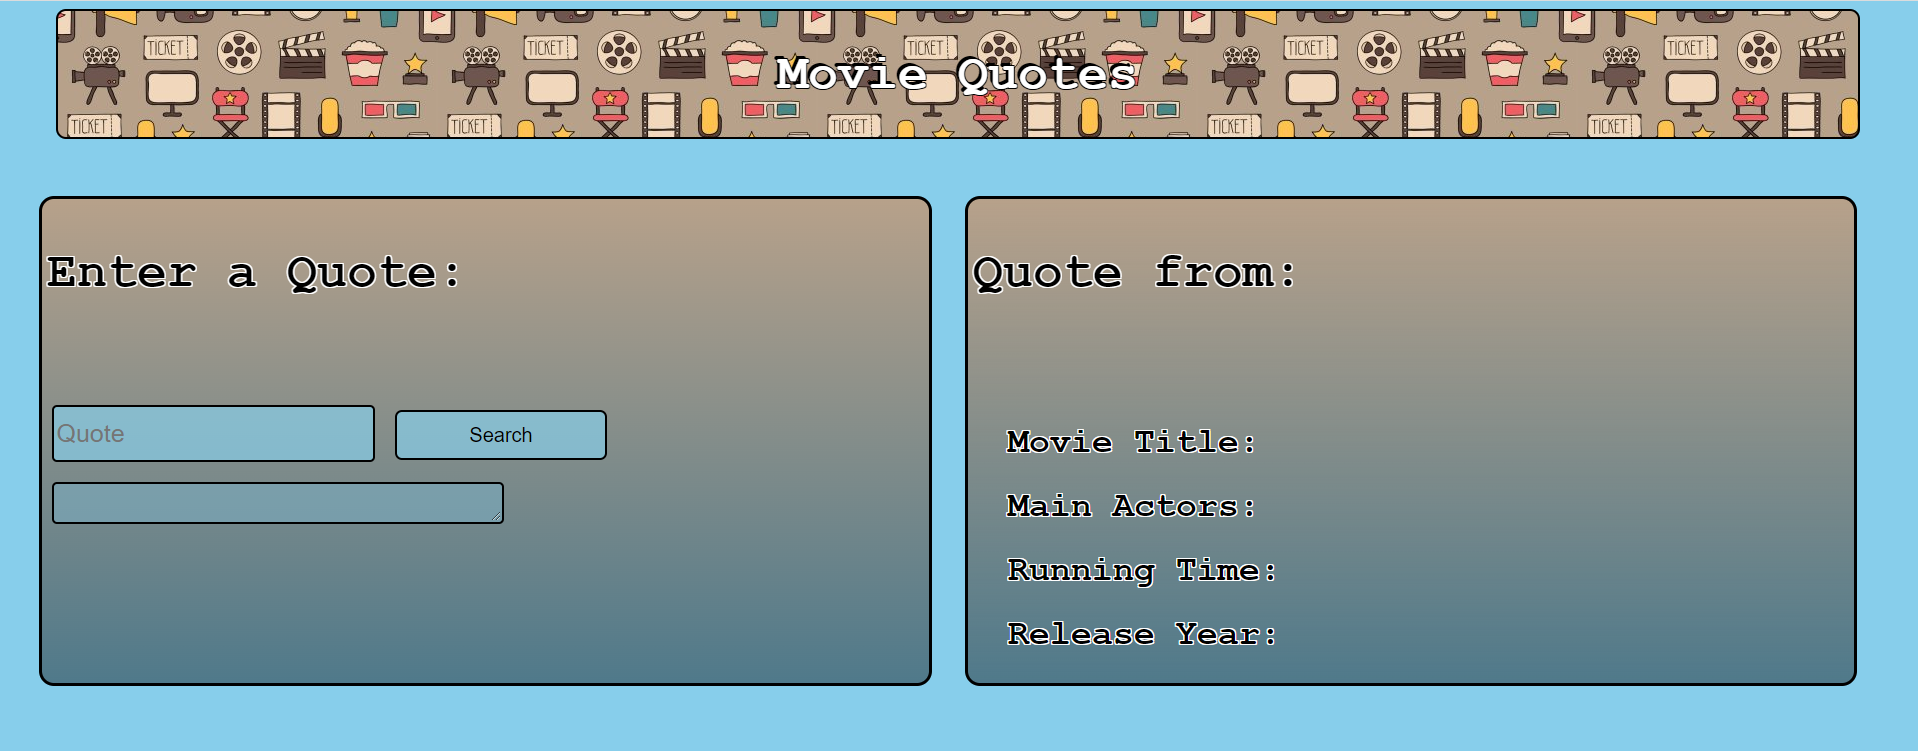 TICKET TICKET TICKET TICKET TICKET
Movie Quotes
TICKET TICKET TICKET TICKET TICKET
Enter a Quote:
Quote
Search
Quote from:
Movie Title:
Main Actors:
Running Time:
Release Year: